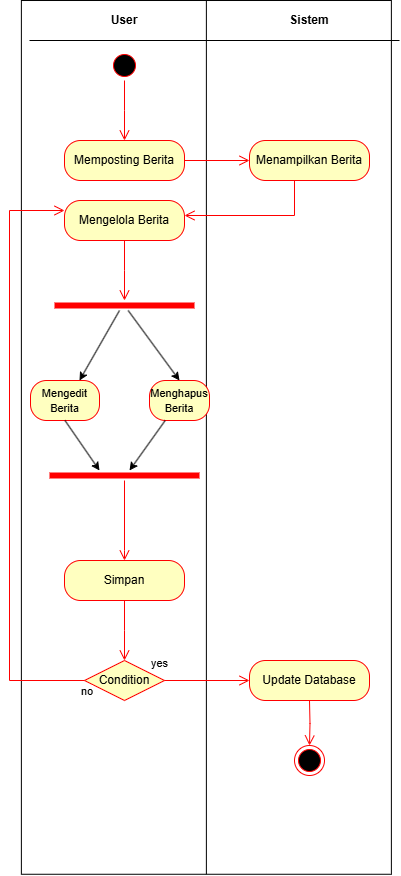 User
Sistem
Memposting Berita
Menampilkan Berita
Mengelola Berita
Mengedit
Berita
Menghapus
Berita
Simpan
yes
Condition
no
Update Database